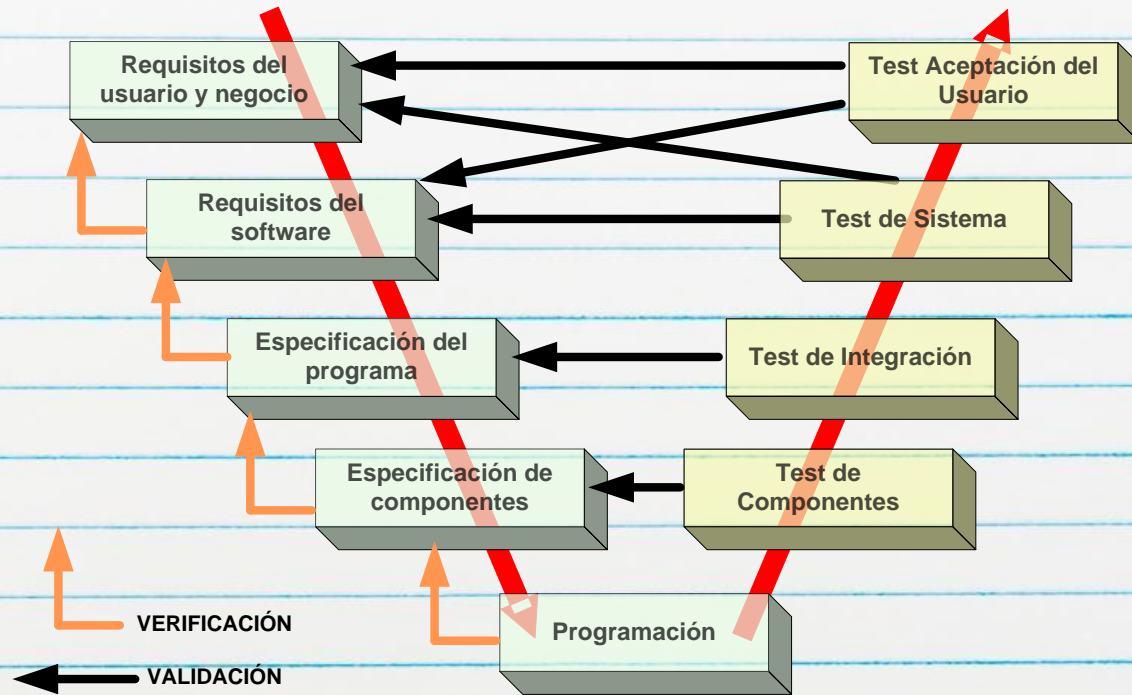 Requisitos del
usuario y negocio
Test Aceptación del
Usuario
Requisitos del
software
Test de Sistema
Especificación del
programa
Test de Integración
Especificación de
componentes
Test de
Componentes
Programación
VERIFICACIÓN
VALIDACIÓN